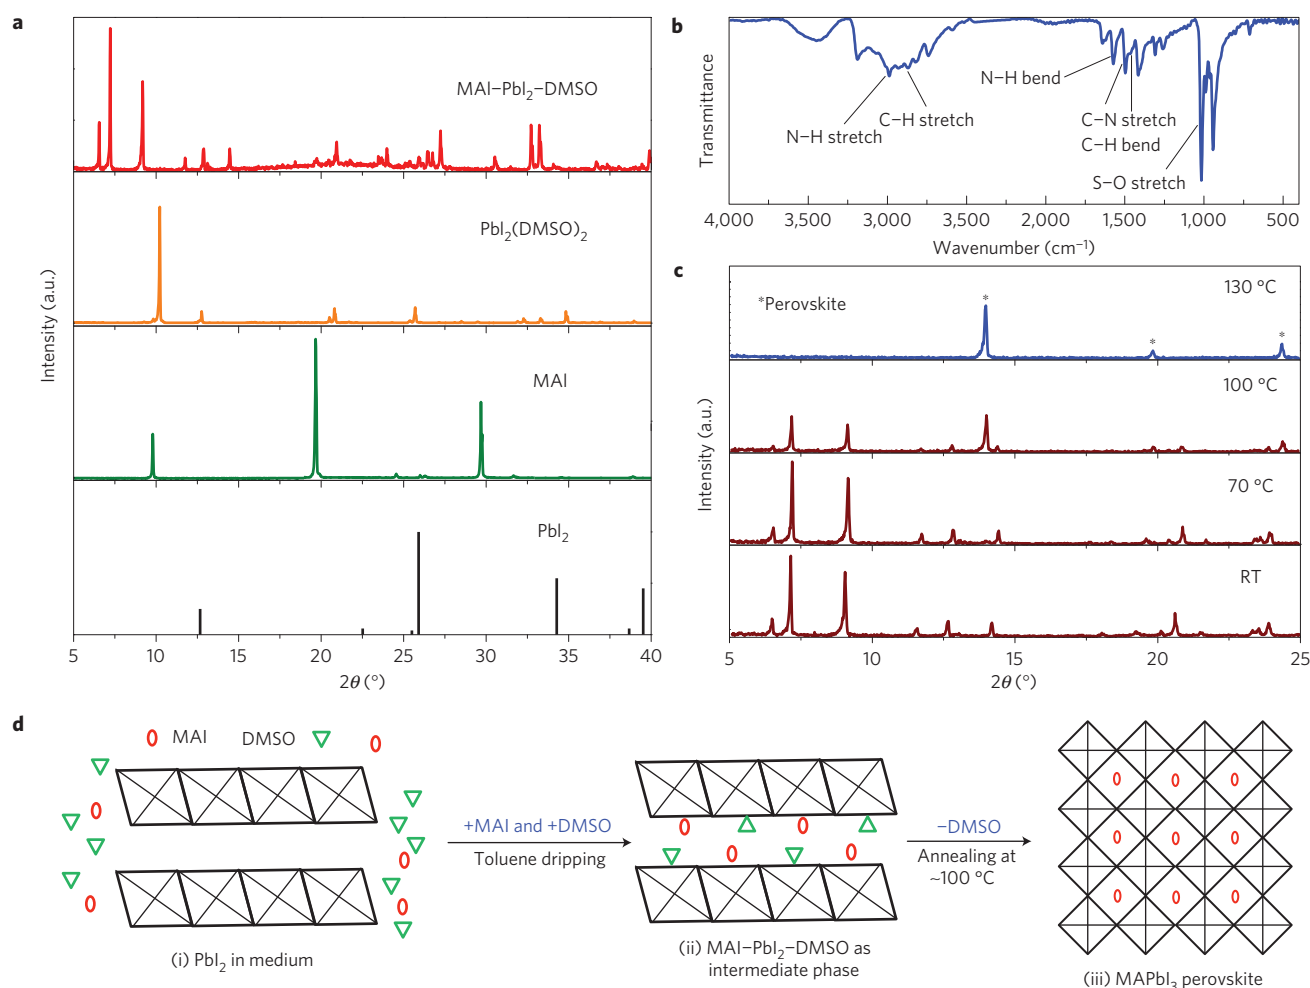 a
MAI–PbI2–DMSO
PbI2(DMSO)2
MAI
PbI2
Intensity (a.u.)
5 10 15 20 25 30 35 40
2θ (°)
b
Transmittance
N–H stretch
C–H stretch
N–H bend
C–N stretch
C–H bend
S–O stretch
4,000 3,500 3,000 3,500 2,000 1,500 1,000 500
Wavenumber (cm–1)
c
*Perovskite
* * *
130 °C
100 °C
70 °C
RT
Intensity (a.u.)
5 10 15 20 25
2θ (°)
d
MAI DMSO
(i) PbI2 in medium
+MAI and +DMSO
Toluene dripping
(ii) MAI–PbI2–DMSO as
intermediate phase
–DMSO
Annealing at
~100 °C
(iii) MAPbI3 perovskite